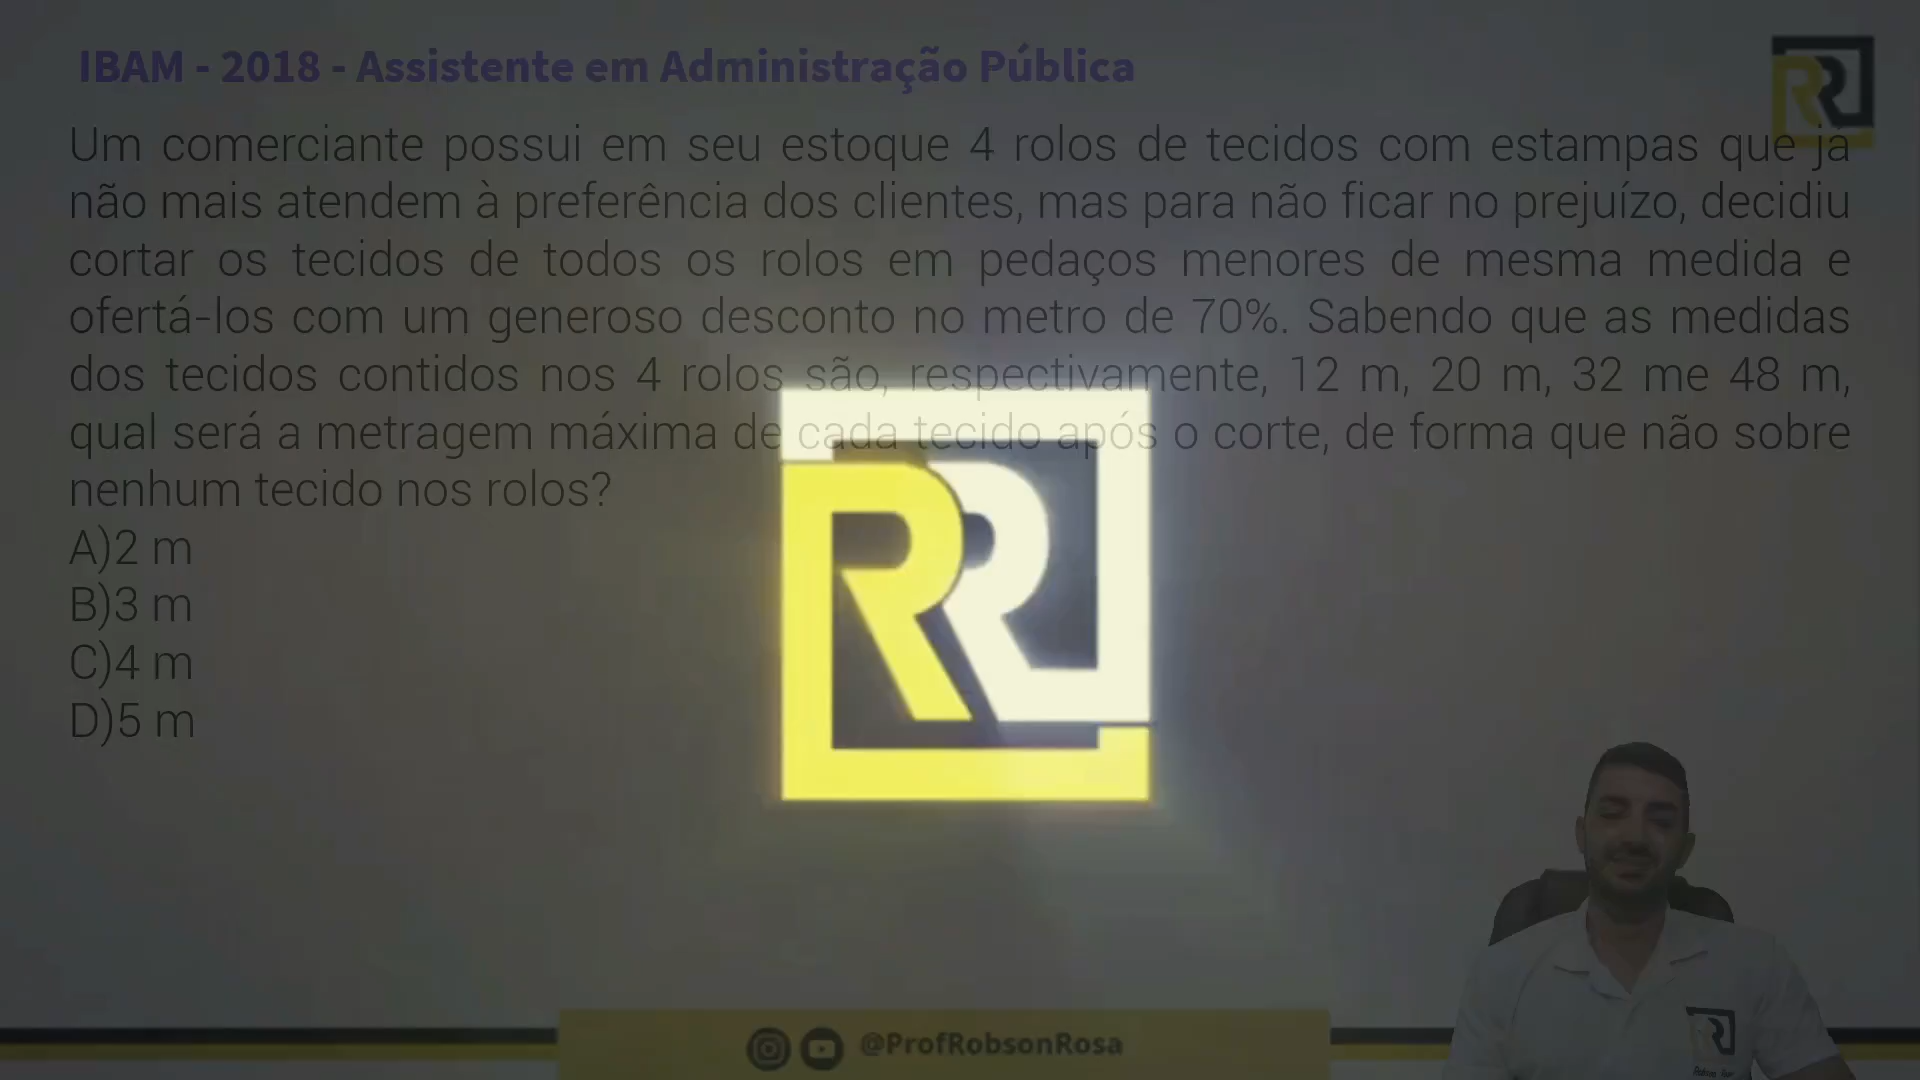 IBAM - 2018 - Assistente em Administração Pública
Um comerciante possui em seu estoque 4 rolos de tecidos com estampas que já
não mais atendem à preferência dos clientes, mas para não ficar no prejuízo, decidiu
cortar os tecidos de todos os rolos em pedaços menores de mesma medida e
ofertá-los com um generoso desconto no metro de 70%. Sabendo que as medidas
dos tecidos contidos nos 4 rolos são, respectivamente, 12 m, 20 m, 32 me 48 m,
qual será a metragem máxima de cada tecido após o corte, de forma que não sobre
nenhum tecido nos rolos?
A)2 m
B)3 m
C)4 m
D)5 m
RR
RR
RR
@ProfRobsonRosa